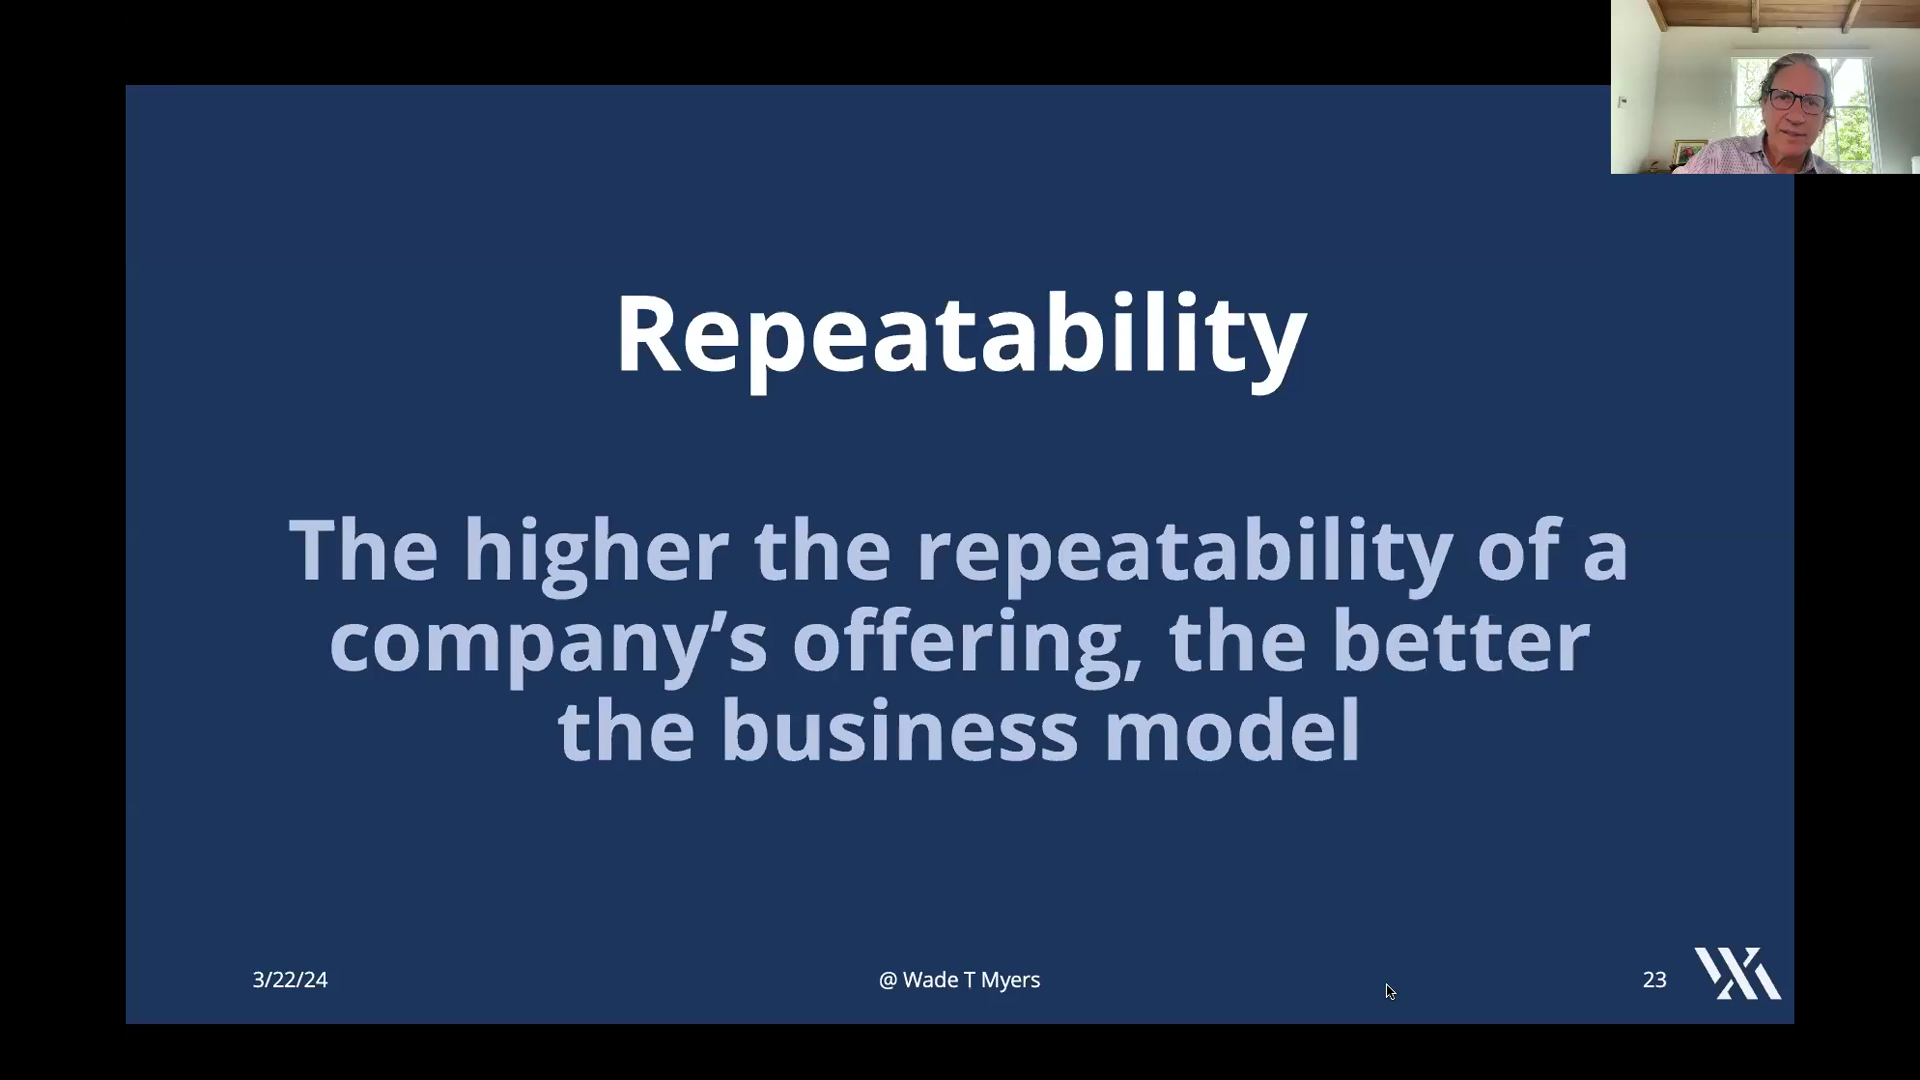 Repeatability
The higher the repeatability of a
company’s offering, the better
the business model
3/22/24
@ Wade T Myers
23